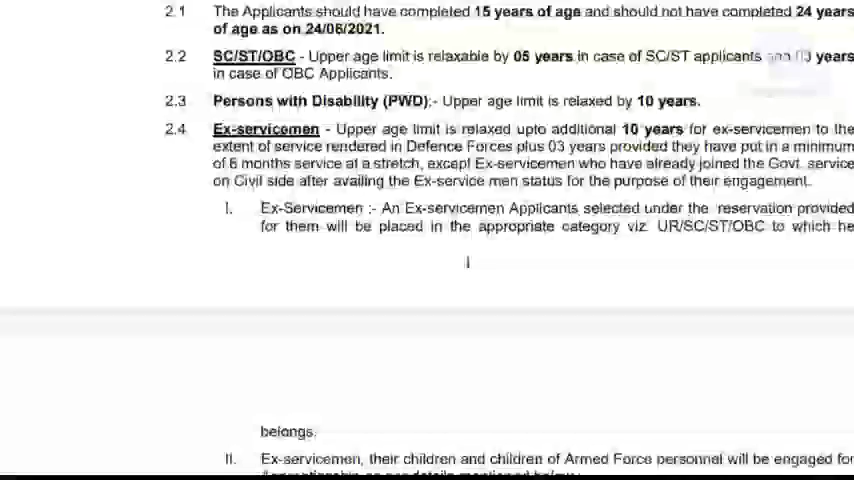 2.1 The Applicants should have completed 15 years of age and should not have completed 24 years
of age as on 24/06/2021.
2.2 SC/ST/OBC - Upper age limit is relaxable by 05 years in case of SC/ST applicants and 03 years
in case of OBC Applicants.
2.3 Persons with Disability (PWD):- Upper age limit is relaxed by 10 years.
2.4 Ex-servicemen - Upper age limit is relaxed upto additional 10 years for ex-servicemen to the
extent of service rendered in Defence Forces plus 03 years provided they have put in a minimum
of 6 months service at a stretch, except Ex-servicemen who have already joined the Govt. service
on Civil side after availing the Ex-service men status for the purpose of their engagement.
I. Ex-Servicemen :- An Ex-servicemen Applicants selected under the reservation provided
for them will be placed in the appropriate category viz. UR/SC/ST/OBC to which he
belongs.
II. Ex-servicemen, their children and children of Armed Force personnel will be engaged for